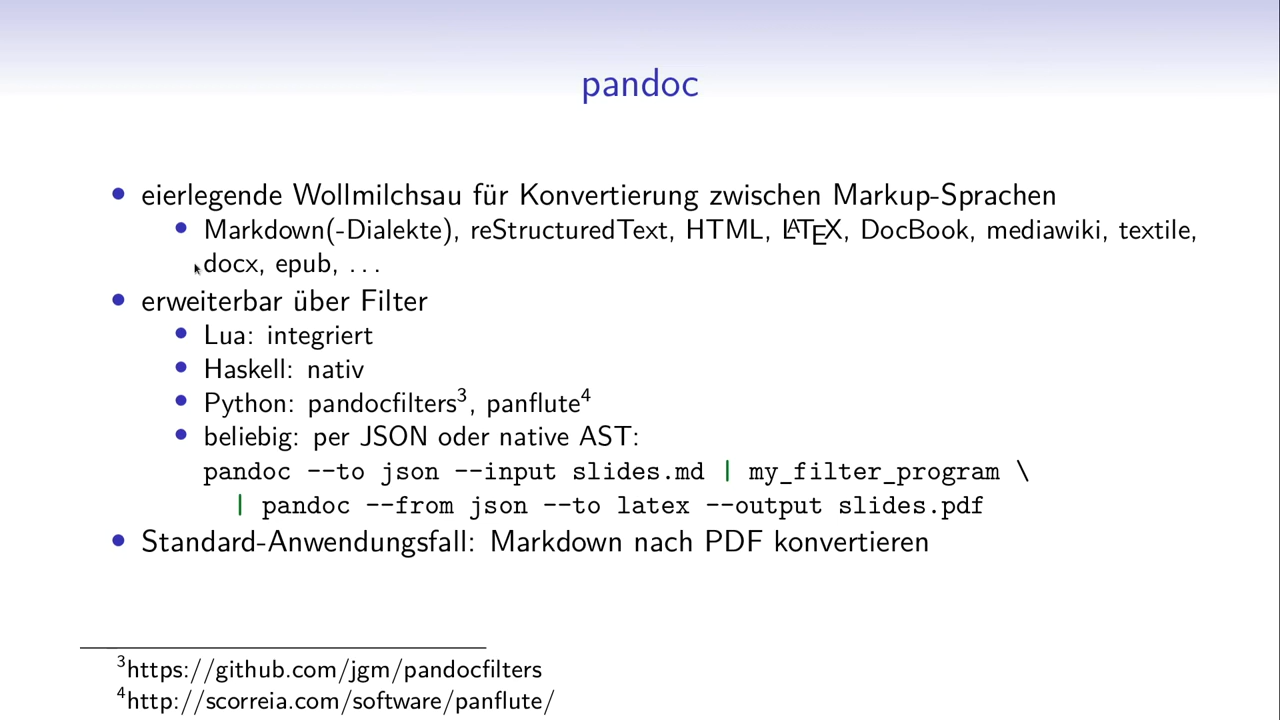 pandoc
• eierlegende Wollmilchsau für Konvertierung zwischen Markup-Sprachen
• Markdown(-Dialekte), reStructuredText, HTML, LATEX, DocBook, mediawiki, textile,
docx, epub, ...
• erweiterbar über Filter
• Lua: integriert
• Haskell: nativ
• Python: pandocfilters³, panflute⁴
• beliebig: per JSON oder native AST:
pandoc --to json --input slides.md | my_filter_program \
| pandoc --from json --to latex --output slides.pdf
• Standard-Anwendungsfall: Markdown nach PDF konvertieren
³https://github.com/jgm/pandocfilters
⁴http://scorreia.com/software/panflute/